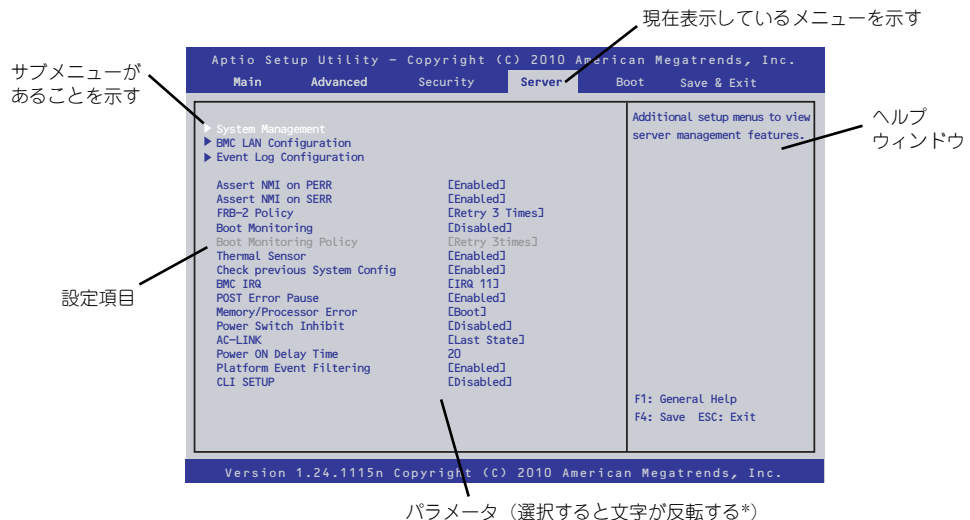 現在表示しているメニューを示す
サブメニューが
あることを示す
Aptio Setup Utility – Copyright (C) 2010 American Megatrends, Inc.
Main Advanced Security Server Boot Save & Exit
System Management
BMC LAN Configuration
Event Log Configuration
Assert NMI on PERR [Enabled]
Assert NMI on SERR [Enabled]
FRB-2 Policy [Retry 3 Times]
Boot Monitoring [Disabled]
Boot Monitoring Policy [Retry 3times]
Thermal Sensor [Enabled]
Check previous System Config [Enabled]
BMC IRQ [IRQ 11]
POST Error Pause [Enabled]
Memory/Processor Error [Boot]
Power Switch Inhibit [Disabled]
AC-LINK [Last State]
Power ON Delay Time 20
Platform Event Filtering [Enabled]
CLI SETUP [Disabled]
Additional setup menus to view
server management features.
F1: General Help
F4: Save ESC: Exit
Version 1.24.1115n Copyright (C) 2010 American Megatrends, Inc.
ヘルプ
ウィンドウ
設定項目
パラメータ（選択すると文字が反転する*）